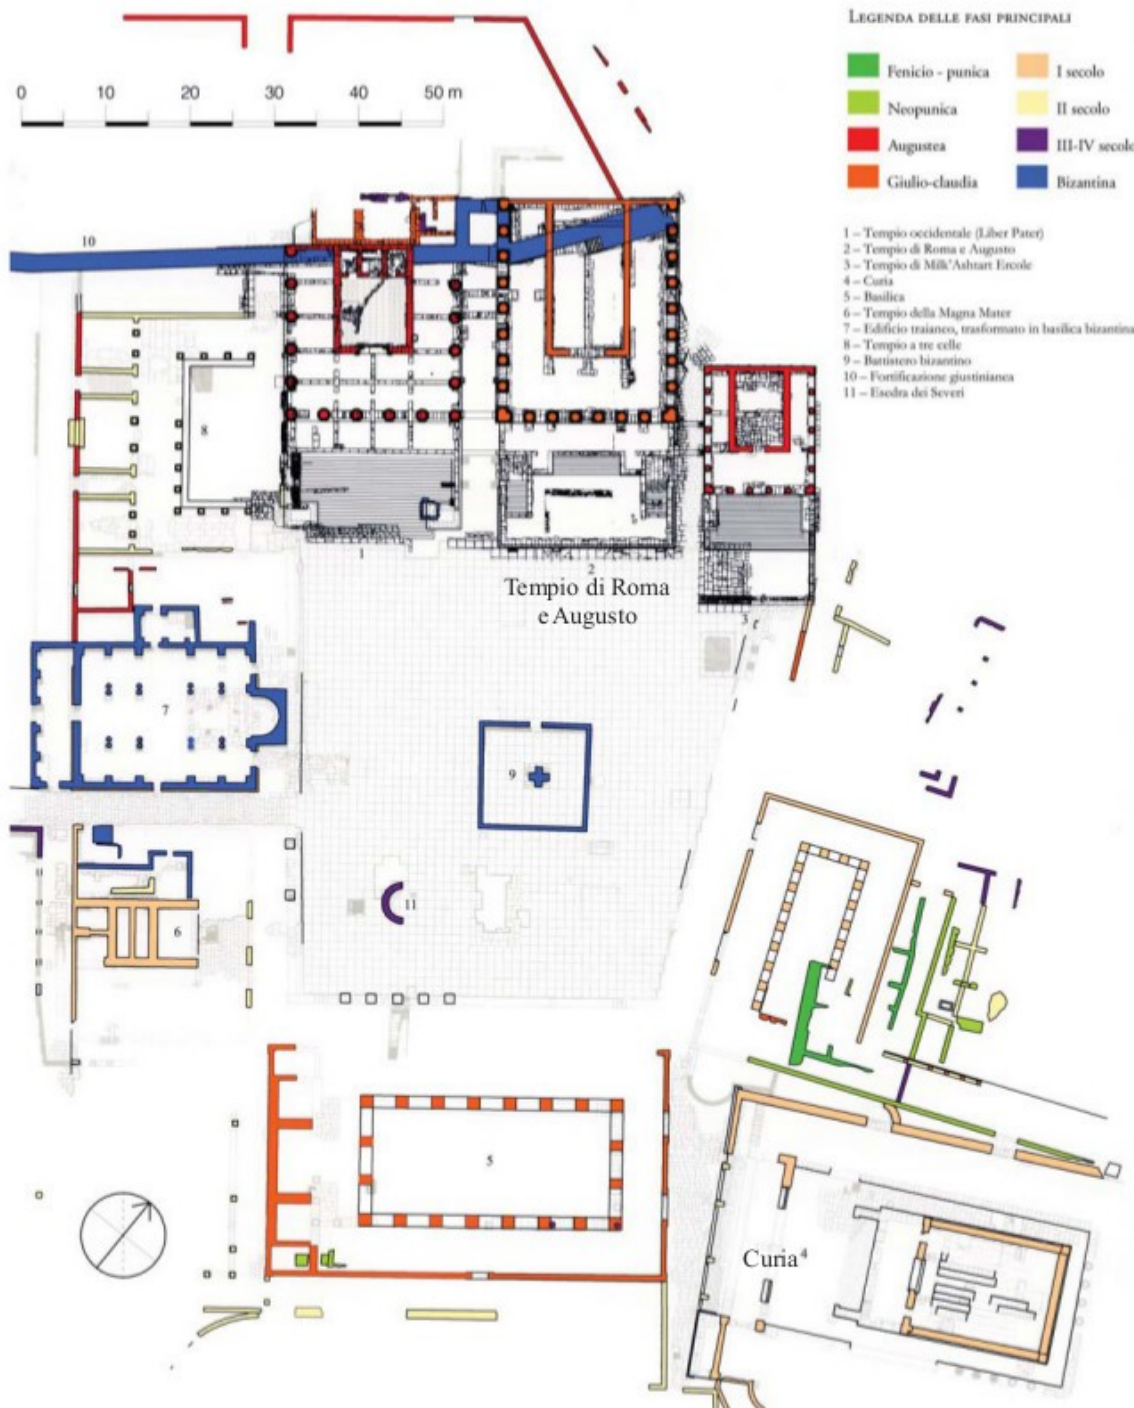 LEGENDA DELLE FASI PRINCIPALI
Fenicio - punica
Neopunica
Augustea
Giulio-claudia
I secolo
II secolo
III-IV secolo
Bizantina
1 – Tempio occidentale (Liber Pater)
2 – Tempio di Roma e Augusto
3 – Tempio di Milk'Ashtart Ercole
4 – Curia
5 – Basilica
6 – Tempio della Magna Mater
7 – Edificio traianeo, trasformato in basilica bizantina
8 – Tempio a tre celle
9 – Battistero bizantino
10 – Fortificazione giustinianea
11 – Esedra dei Severi
0 10 20 30 40 50 m
10
8
1
2
Tempio di Roma
e Augusto
3
7
9
11
6
5
Curia 4